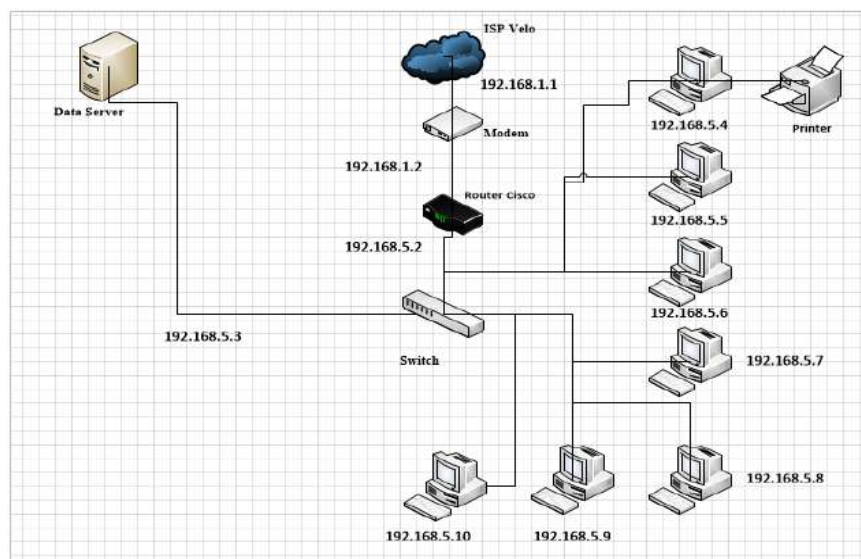 ISP Velo
192.168.1.1
Data Server
Modem
192.168.5.4
Printer
192.168.1.2
Router Cisco
192.168.5.5
192.168.5.2
192.168.5.6
192.168.5.3
Switch
192.168.5.7
192.168.5.8
192.168.5.10
192.168.5.9